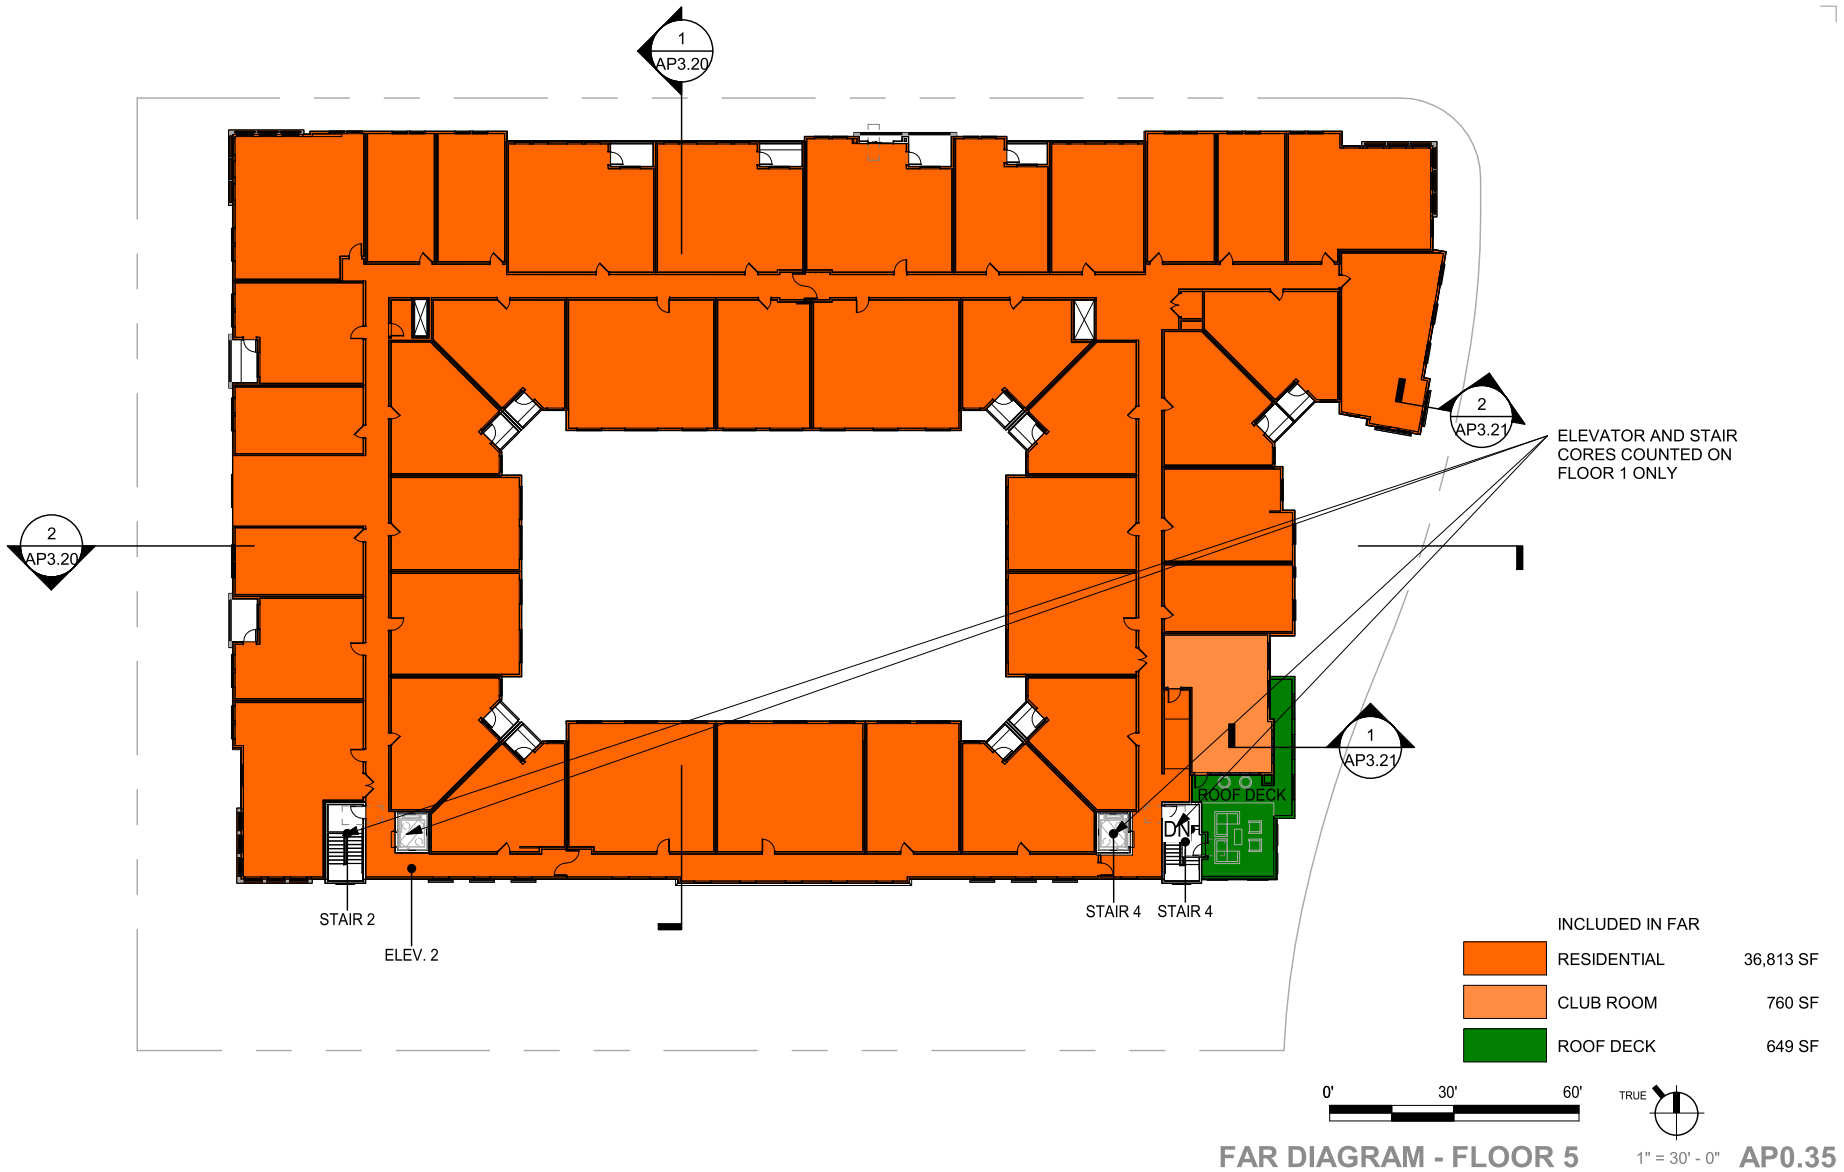 1
AP3.20
2
AP3.21
ELEVATOR AND STAIR
CORES COUNTED ON
FLOOR 1 ONLY
2
AP3.20
1
AP3.21
ROOF DECK
DN
STAIR 2
STAIR 4
STAIR 4
ELEV. 2
INCLUDED IN FAR
RESIDENTIAL 36,813 SF
CLUB ROOM 760 SF
ROOF DECK 649 SF
0' 30' 60'
TRUE
FAR DIAGRAM - FLOOR 5 1" = 30' - 0" AP0.35